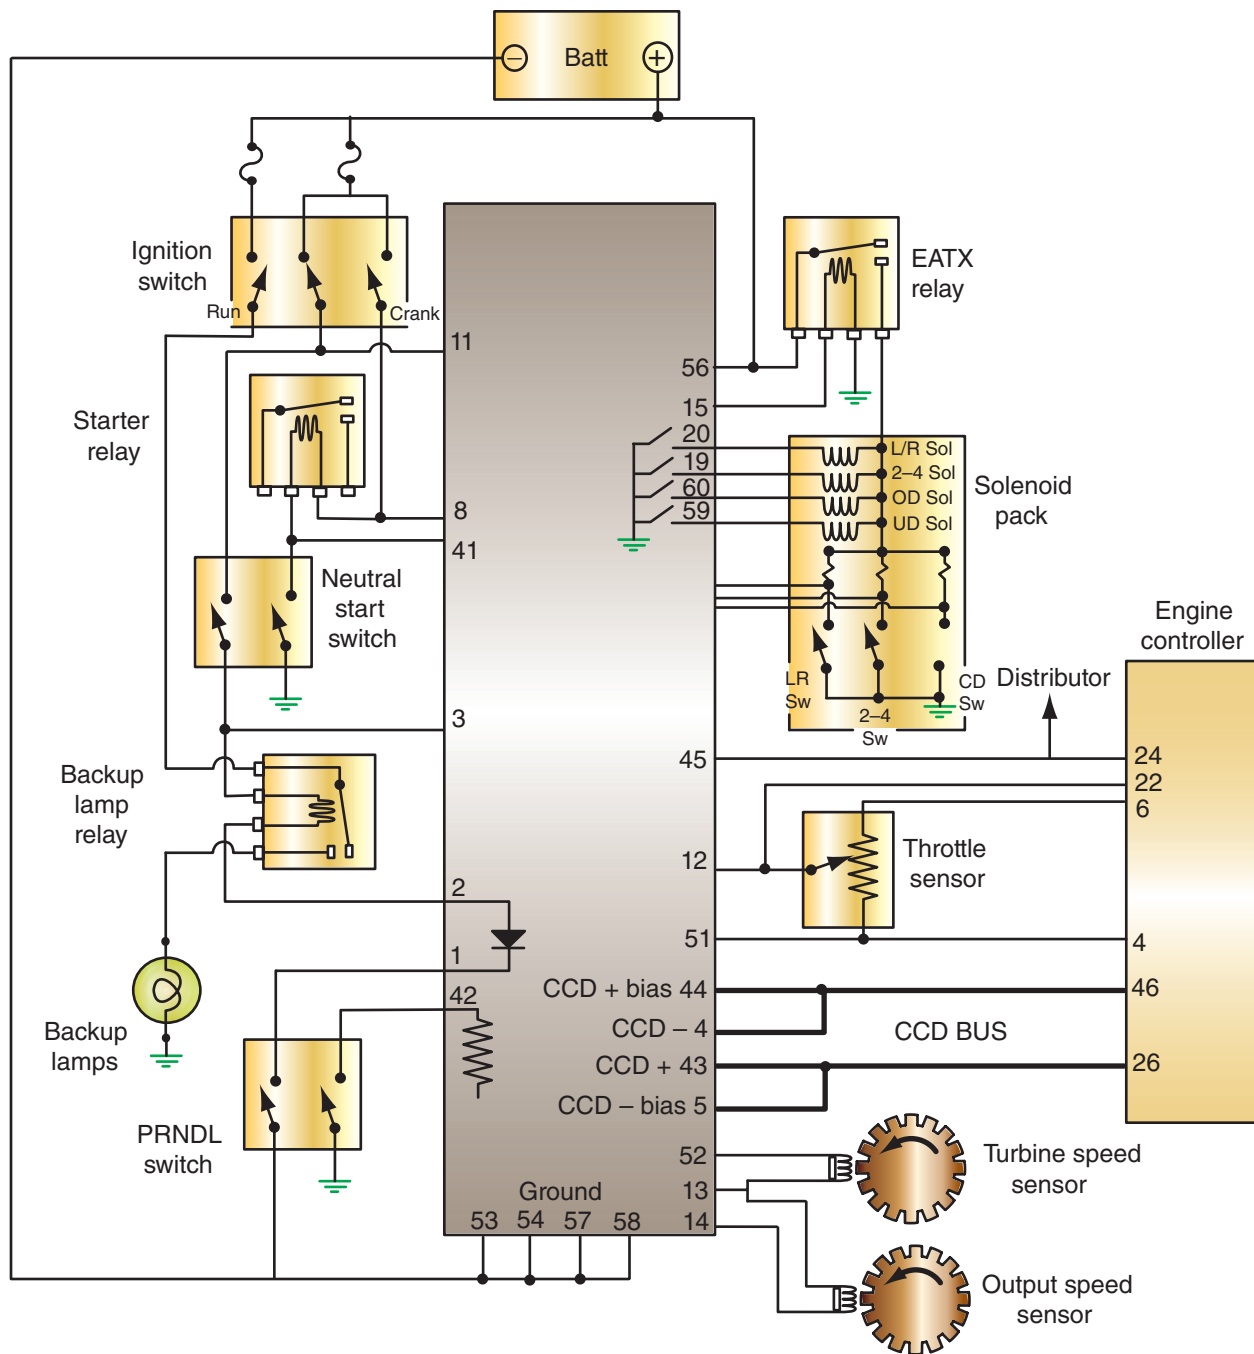 Batt
Ignition
switch
Run
Crank
11
EATX
relay
Starter
relay
56
15
20
19
60
59
L/R Sol
2–4 Sol
OD Sol
UD Sol
Solenoid
pack
8
41
Neutral
start
switch
Engine
controller
LR
Sw
2–4
Sw
CD
Sw
Distributor
3
45
24
22
6
Backup
lamp
relay
12
Throttle
sensor
2
51
4
1
42
CCD + bias 44
46
CCD – 4
CCD BUS
CCD + 43
26
CCD – bias 5
Backup
lamps
PRNDL
switch
52
Turbine speed
sensor
13
14
Ground
53
54
57
58
Output speed
sensor